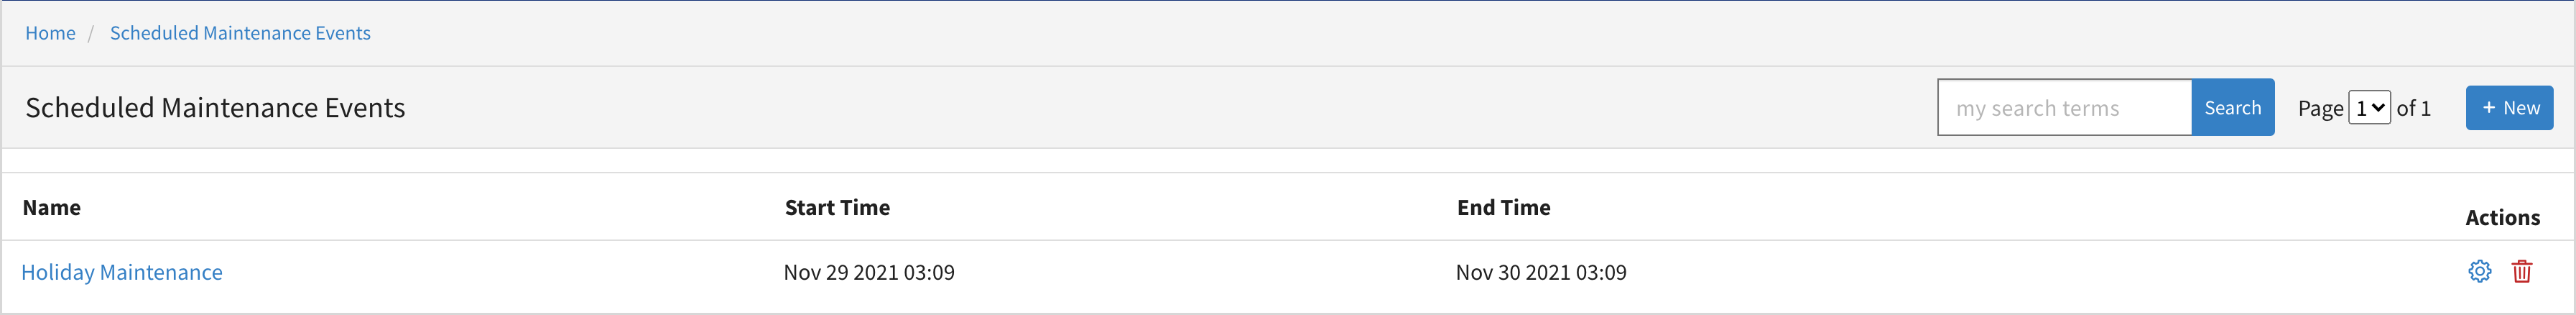 Home / Scheduled Maintenance Events
Scheduled Maintenance Events my search terms Search Page 1 of 1 + New
Name Start Time End Time Actions
Holiday Maintenance Nov 29 2021 03:09 Nov 30 2021 03:09